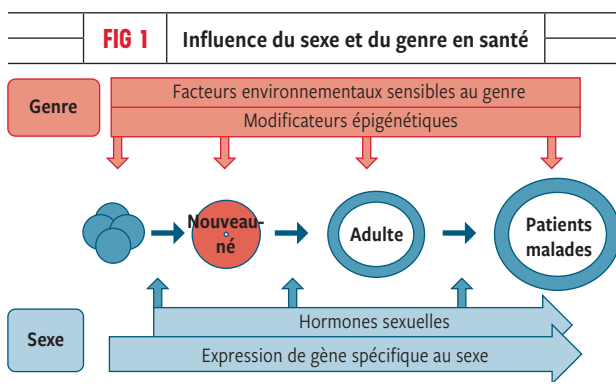 FIG 1 Influence du sexe et du genre en santé
Genre
Facteurs environnementaux sensibles au genre
Modificateurs épigénétiques
Nouveau-
né
Adulte
Patients
malades
Sexe
Hormones sexuelles
Expression de gène spécifique au sexe